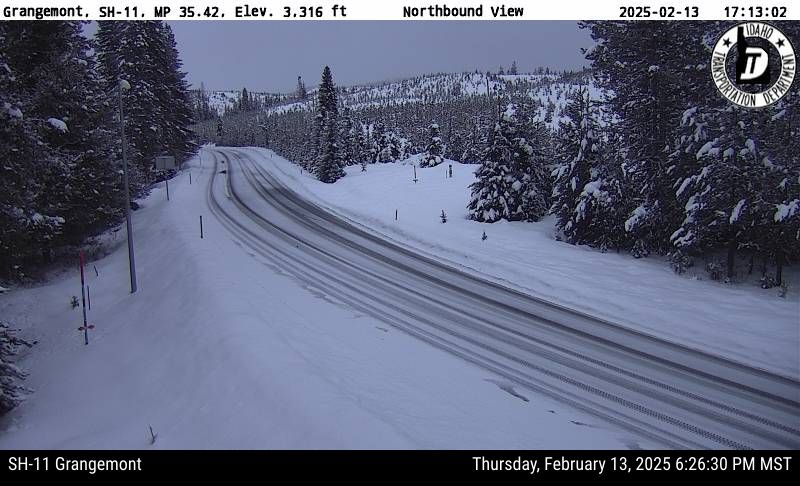 Grangemont, SH-11, MP 35.42, Elev. 3,316 ft Northbound View 2025-02-13 17:13:02
IDAHO
TRANSPORTATION DEPARTMENT
SH-11 Grangemont Thursday, February 13, 2025 6:26:30 PM MST